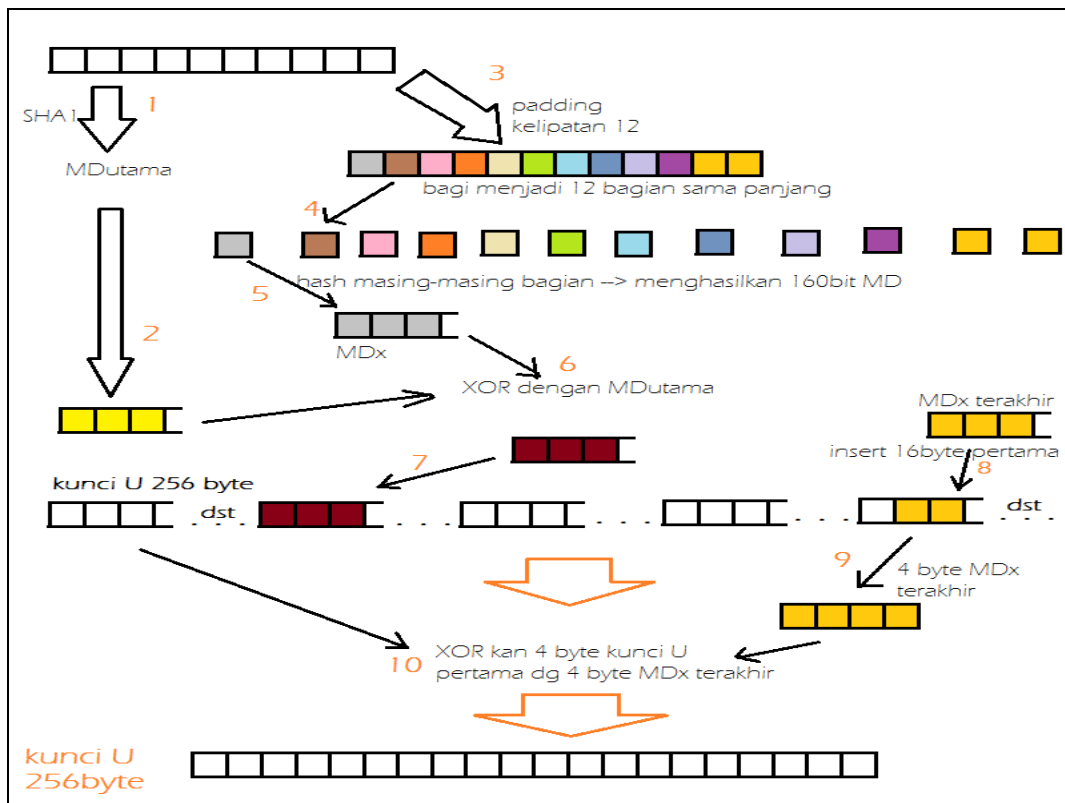 3
SHA1
1
padding
kelipatan 12
MDutama
bagi menjadi 12 bagian sama panjang
4
hash masing-masing bagian --> menghasilkan 160bit MD
5
2
MDx
6
XOR dengan MDutama
MDx terakhir
insert 16byte pertama
7
8
kunci U 256 byte
dst
. . .
. . . .
. . .
dst
. . .
9
4 byte MDx
terakhir
10
XOR kan 4 byte kunci U
pertama dg 4 byte MDx terakhir
kunci U
256byte